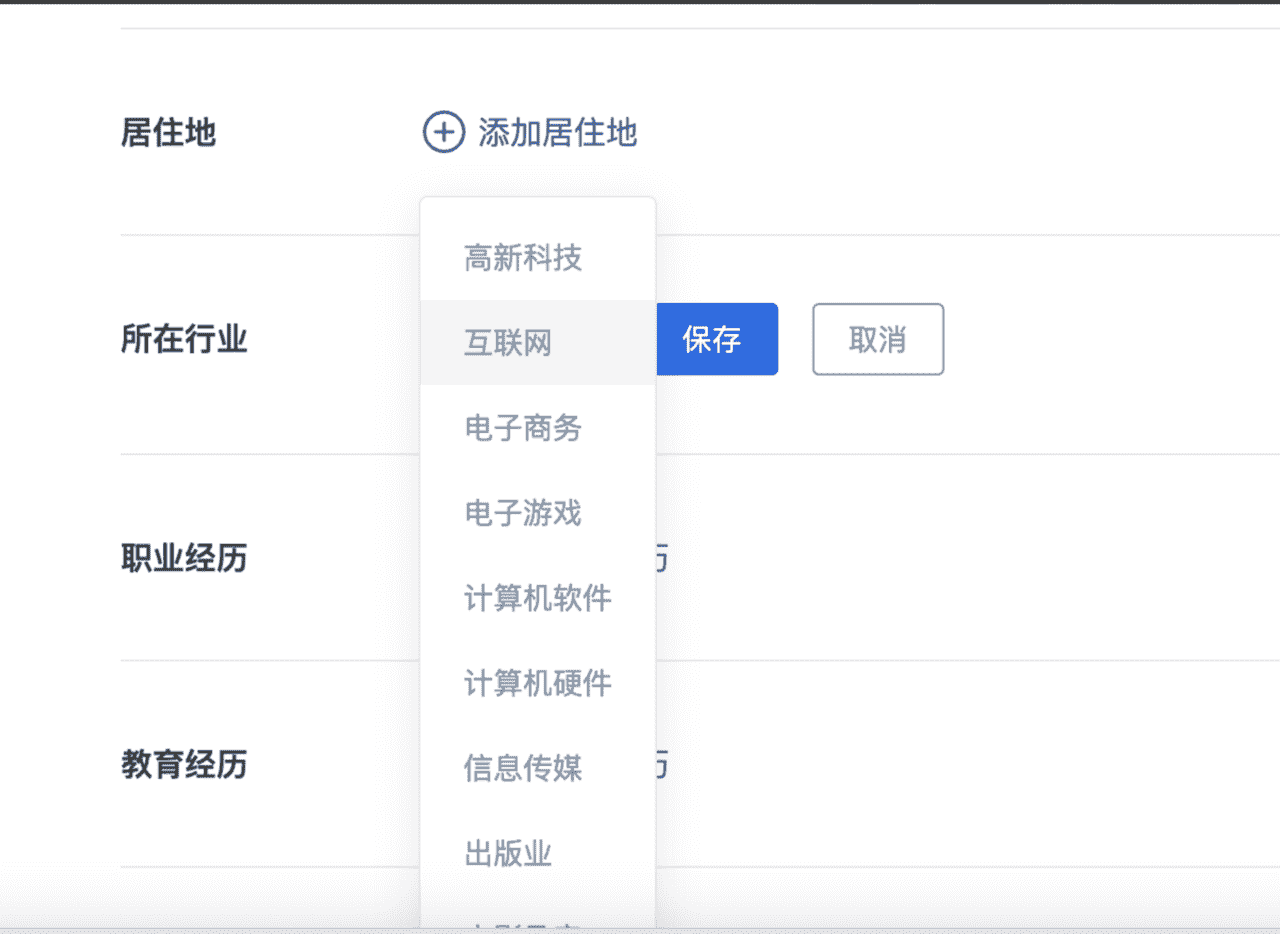 居住地
添加居住地
高新科技
所在行业
互联网
保存
取消
电子商务
电子游戏
职业经历
计算机软件
计算机硬件
教育经历
信息传媒
出版业